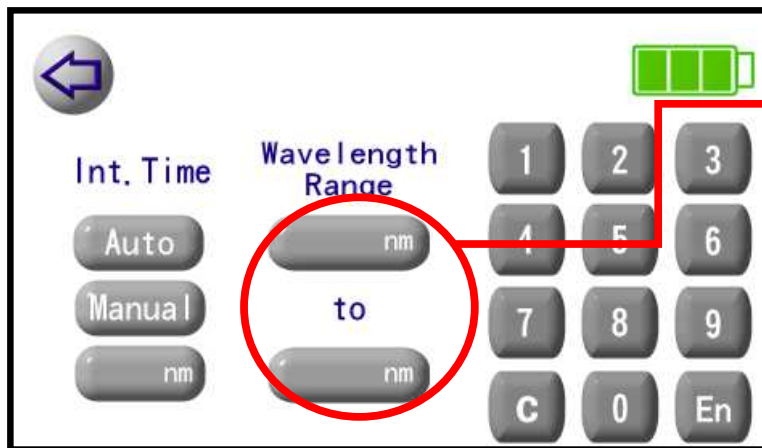 Int. Time
Wavelength
Range
Auto
nm
Manual
to
nm
nm
1 2 3
4 5 6
7 8 9
C 0 En